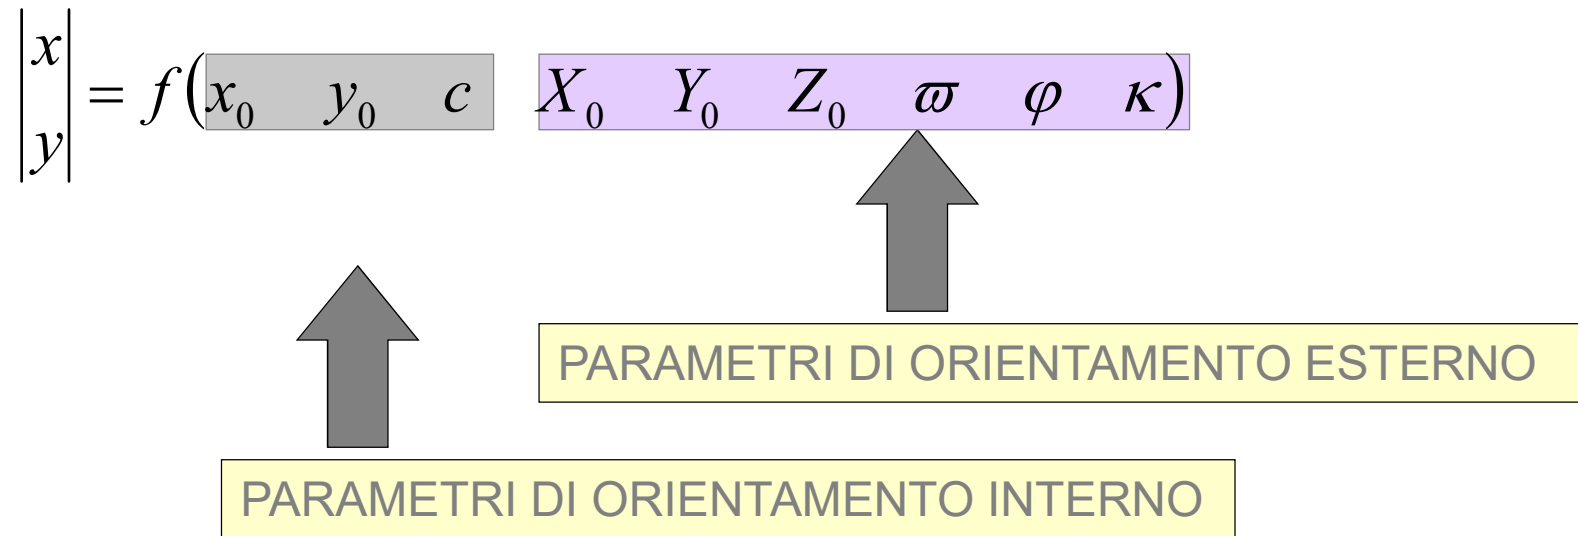 |x y| = f(x₀ y₀ c X₀ Y₀ Z₀ ϖ φ κ)
PARAMETRI DI ORIENTAMENTO ESTERNO
PARAMETRI DI ORIENTAMENTO INTERNO